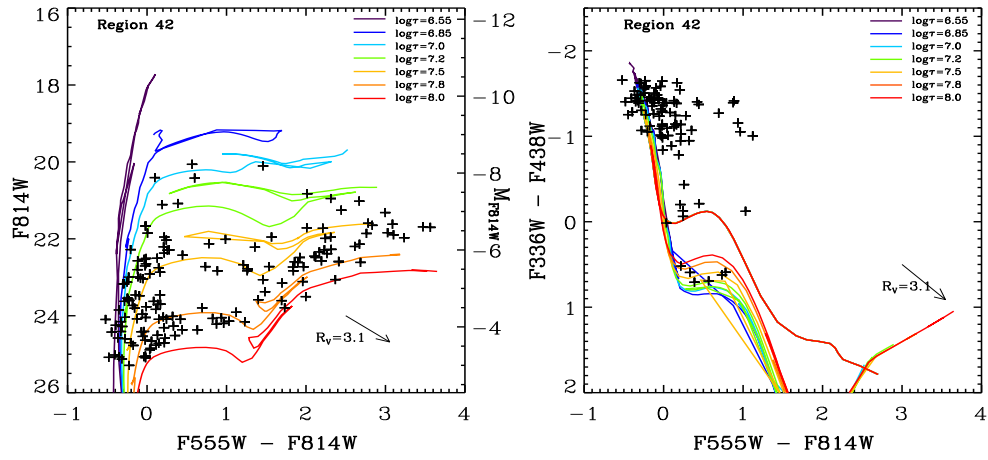 Region 42
logτ=6.55
logτ=6.85
logτ=7.0
logτ=7.2
logτ=7.5
logτ=7.8
logτ=8.0
16
18
20
22
24
26
F814W
−12
−10
−8
−6
−4
M_F814W
R_V=3.1
−1 0 1 2 3 4
F555W − F814W
Region 42
logτ=6.55
logτ=6.85
logτ=7.0
logτ=7.2
logτ=7.5
logτ=7.8
logτ=8.0
−2
−1
0
1
2
F336W − F438W
R_V=3.1
−1 0 1 2 3 4
F555W − F814W